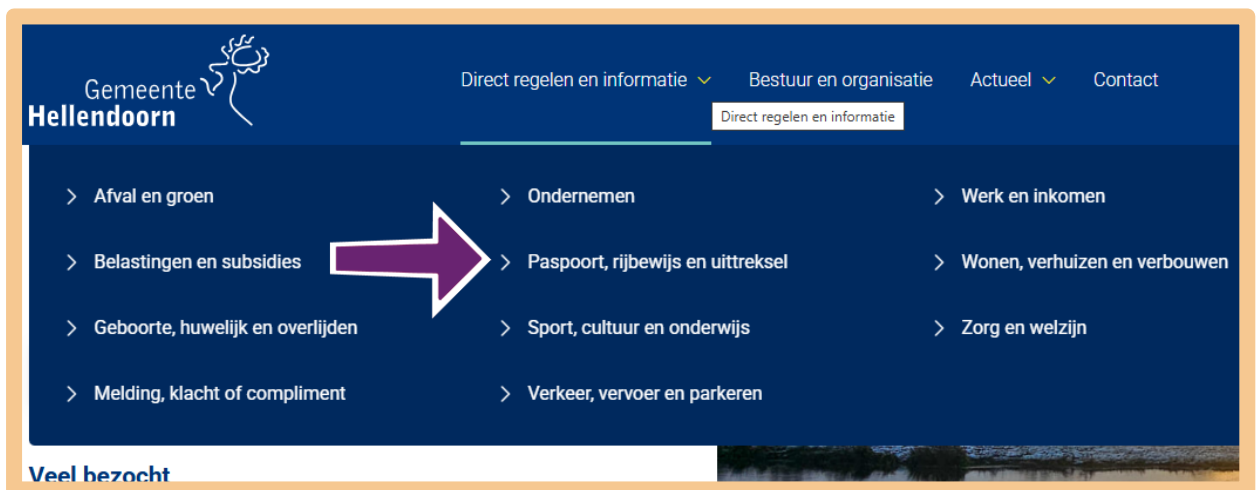 Gemeente
Hellendoorn
Direct regelen en informatie
Bestuur en organisatie
Actueel
Contact
Direct regelen en informatie
Afval en groen
Belastingen en subsidies
Geboorte, huwelijk en overlijden
Melding, klacht of compliment
Ondernemen
Paspoort, rijbewijs en uittreksel
Sport, cultuur en onderwijs
Verkeer, vervoer en parkeren
Werk en inkomen
Wonen, verhuizen en verbouwen
Zorg en welzijn
Veel bezocht